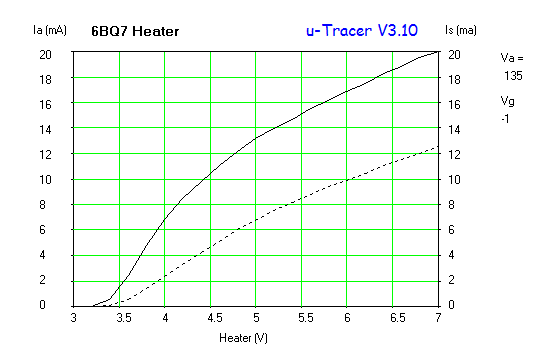 Ia (mA) 6BQ7 Heater u-Tracer V3.10 Is (ma)
20 20 Va =
18 18 135
16 16 Vg
14 14 -1
12 12
10 10
8 8
6 6
4 4
2 2
0 0
3 3.5 4 4.5 5 5.5 6 6.5 7
Heater (V)